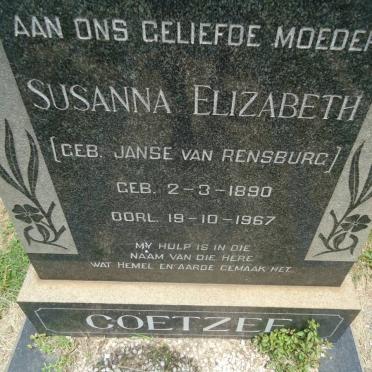 AAN ONS GELIEFDE MOEDER
SUSANNA ELIZABETH
[GEB. JANSE VAN RENSBURG]
GEB. 2-3-1890
OORL. 19-10-1967
MY HULP IS IN DIE
NAAM VAN DIE HERE
WAT HEMEL EN AARDE GEMAAK HET.
COETZEE